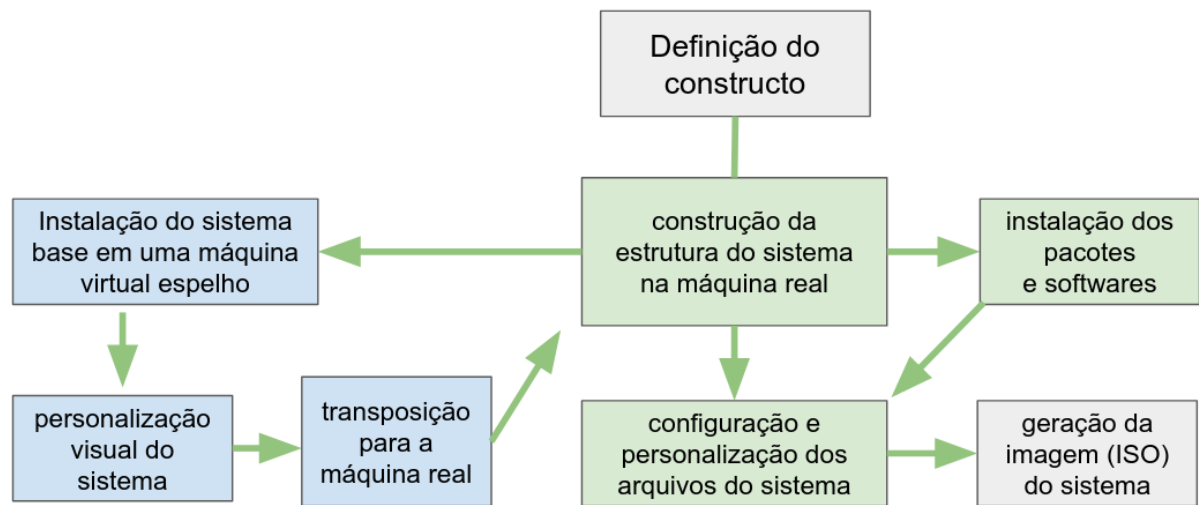 Definição do
constructo
Instalação do sistema
base em uma máquina
virtual espelho
construção da
estrutura do sistema
na máquina real
instalação dos
pacotes
e softwares
personalização
visual do
sistema
transposição
para a
máquina real
configuração e
personalização dos
arquivos do sistema
geração da
imagem (ISO)
do sistema